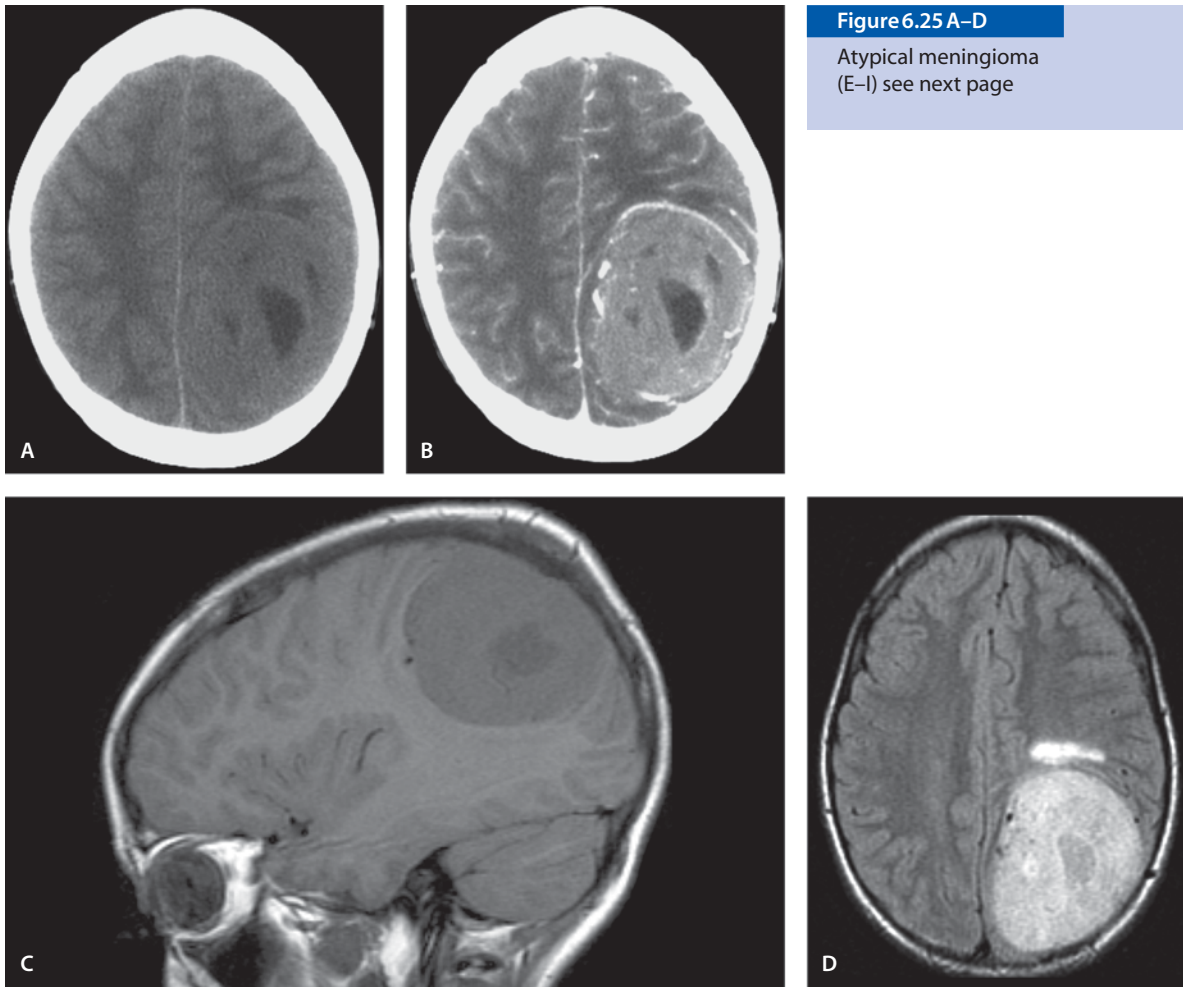 Figure 6.25 A–D
Atypical meningioma
(E–I) see next page
A
B
C
D